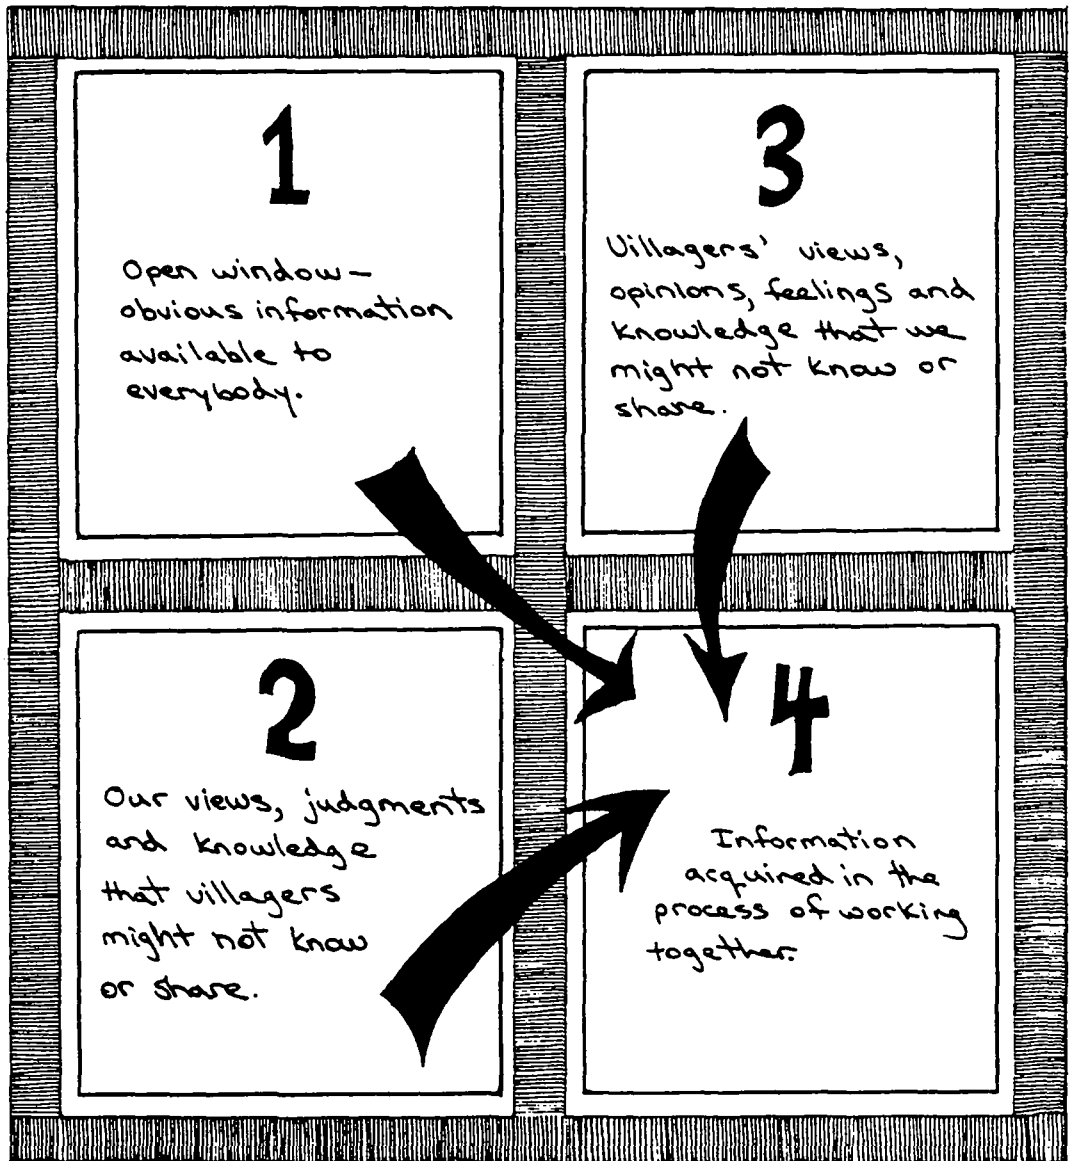 1
Open window—
obvious information
available to
everybody.
2
Our views, judgments
and knowledge
that villagers
might not know
or share.
3
Villagers' views,
opinions, feelings and
knowledge that we
might not know or
share.
4
Information
acquired in the
process of working
together.